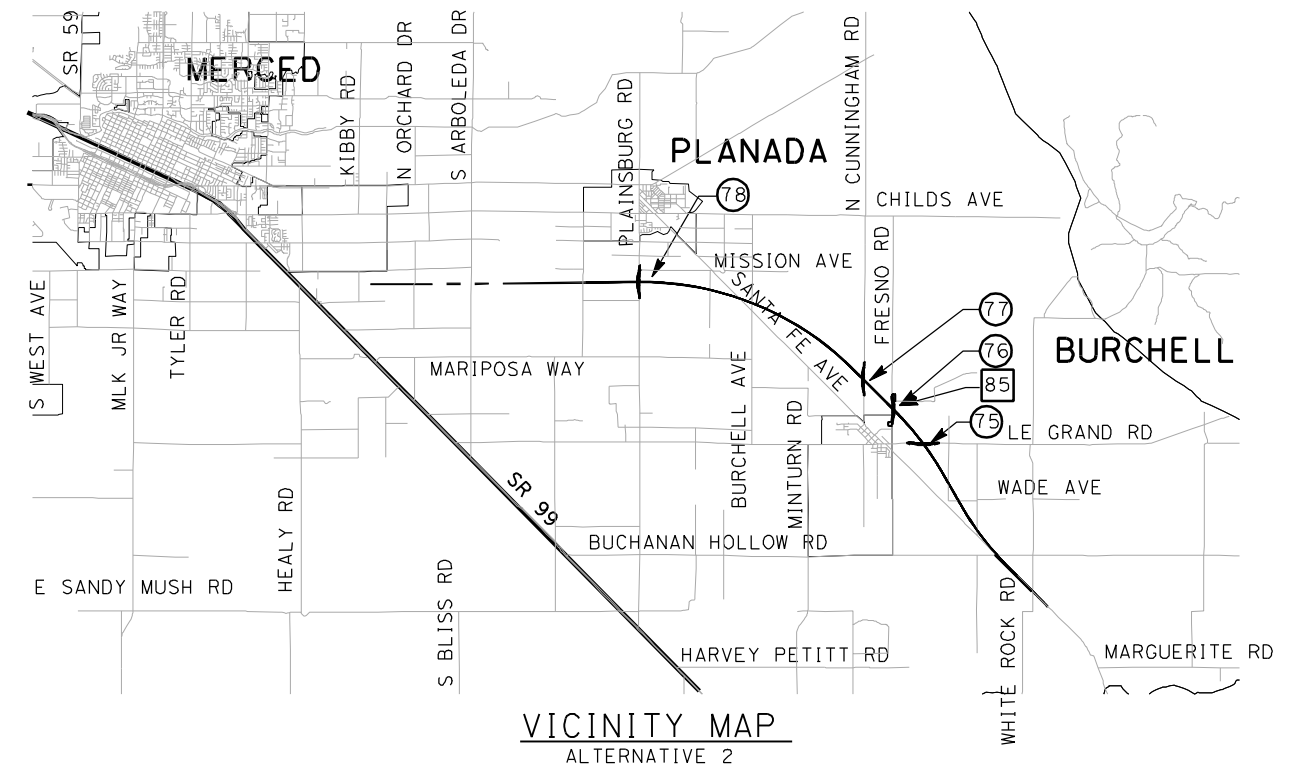 SR 59
MERCED
KIBBY RD
N ORCHARD DR
S ARBOLEDA DR
PLAINSBURG RD
PLANADA
78
N CUNNINGHAM RD
CHILDS AVE
MISSION AVE
FRESNO RD
SANTA FE AVE
S WEST AVE
MLK JR WAY
TYLER RD
77
76
85
75
BURCHELL
MARIPOSA WAY
BURCHELL AVE
MINTURN RD
LE GRAND RD
WADE AVE
SR 99
HEALY RD
BUCHANAN HOLLOW RD
E SANDY MUSH RD
S BLISS RD
WHITE ROCK RD
HARVEY PETITT RD
MARGUERITE RD
VICINITY MAP
ALTERNATIVE 2